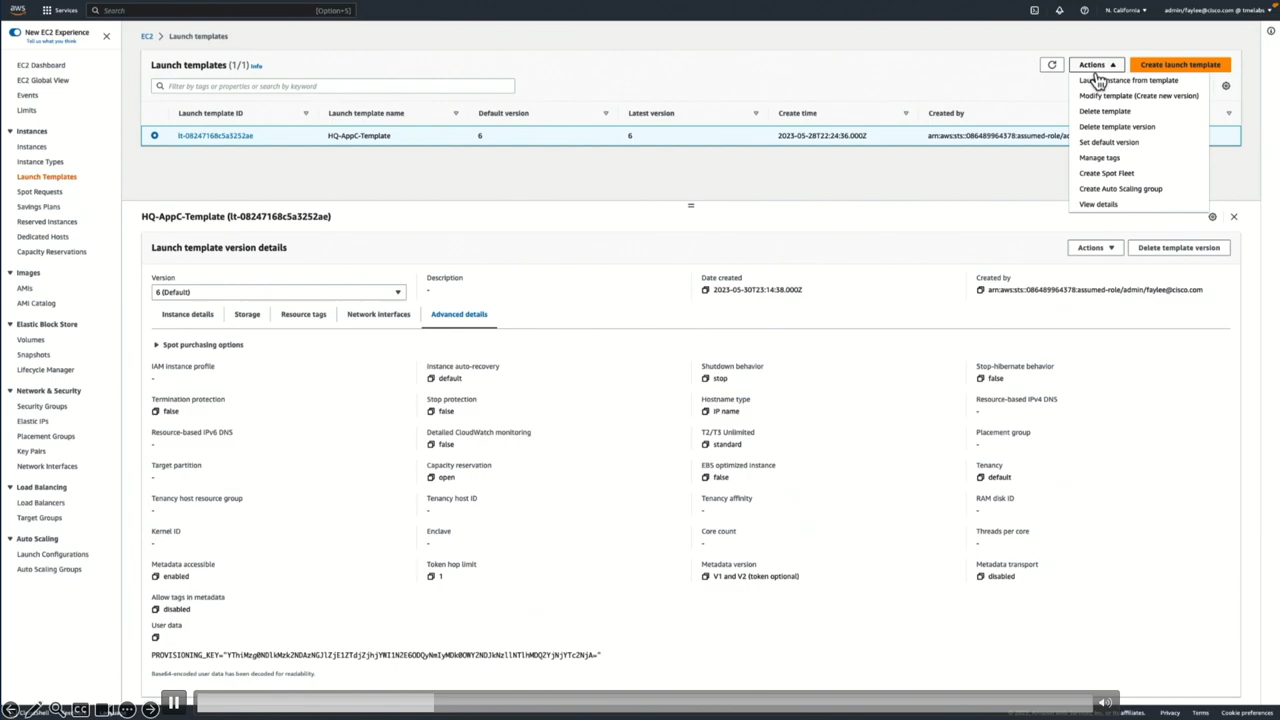 aws
Services
Search
[Option+S]
N. California
admin/faylee@cisco.com @ tmelabs
New EC2 Experience
Tell us what you think
EC2 Dashboard
EC2 Global View
Events
Limits
Instances
Instances
Instance Types
Launch Templates
Spot Requests
Savings Plans
Reserved Instances
Dedicated Hosts
Capacity Reservations
Images
AMIs
AMI Catalog
Elastic Block Store
Volumes
Snapshots
Lifecycle Manager
Network & Security
Security Groups
Elastic IPs
Placement Groups
Key Pairs
Network Interfaces
Load Balancing
Load Balancers
Target Groups
Auto Scaling
Launch Configurations
Auto Scaling Groups
EC2 > Launch templates
Launch templates (1/1) Info
Actions
Create launch template
Filter by tags or properties or search by keyword
Launch template ID
Launch template name
Default version
Latest version
Create time
Created by
lt-08247168c5a3252ae
HQ-AppC-Template
6
6
2023-05-28T22:24:36.000Z
arn:aws:sts::086489964378:assumed-role/a
instance from template
Modify template (Create new version)
Delete template
Delete template version
Set default version
Manage tags
Create Spot Fleet
Create Auto Scaling group
View details
HQ-AppC-Template (lt-08247168c5a3252ae)
Launch template version details
Actions
Delete template version
Version
6 (Default)
Description
-
Date created
2023-05-30T23:14:38.000Z
Created by
arn:aws:sts::086489964378:assumed-role/admin/faylee@cisco.com
Instance details
Storage
Resource tags
Network interfaces
Advanced details
Spot purchasing options
IAM instance profile
-
Instance auto-recovery
default
Shutdown behavior
stop
Stop-hibernate behavior
false
Termination protection
false
Stop protection
false
Hostname type
IP name
Resource-based IPv4 DNS
-
Resource-based IPv6 DNS
-
Detailed CloudWatch monitoring
false
T2/T3 Unlimited
standard
Placement group
-
Target partition
-
Capacity reservation
open
EBS optimized instance
false
Tenancy
default
Tenancy host resource group
-
Tenancy host ID
-
Tenancy affinity
-
RAM disk ID
-
Kernel ID
-
Enclave
-
Core count
-
Threads per core
-
Metadata accessible
enabled
Token hop limit
1
Metadata version
V1 and V2 (token optional)
Metadata transport
disabled
Allow tags in metadata
disabled
User data
Base64-encoded user data has been decoded for readability.
CC
affiliates.
Privacy
Terms
Cookie preferences